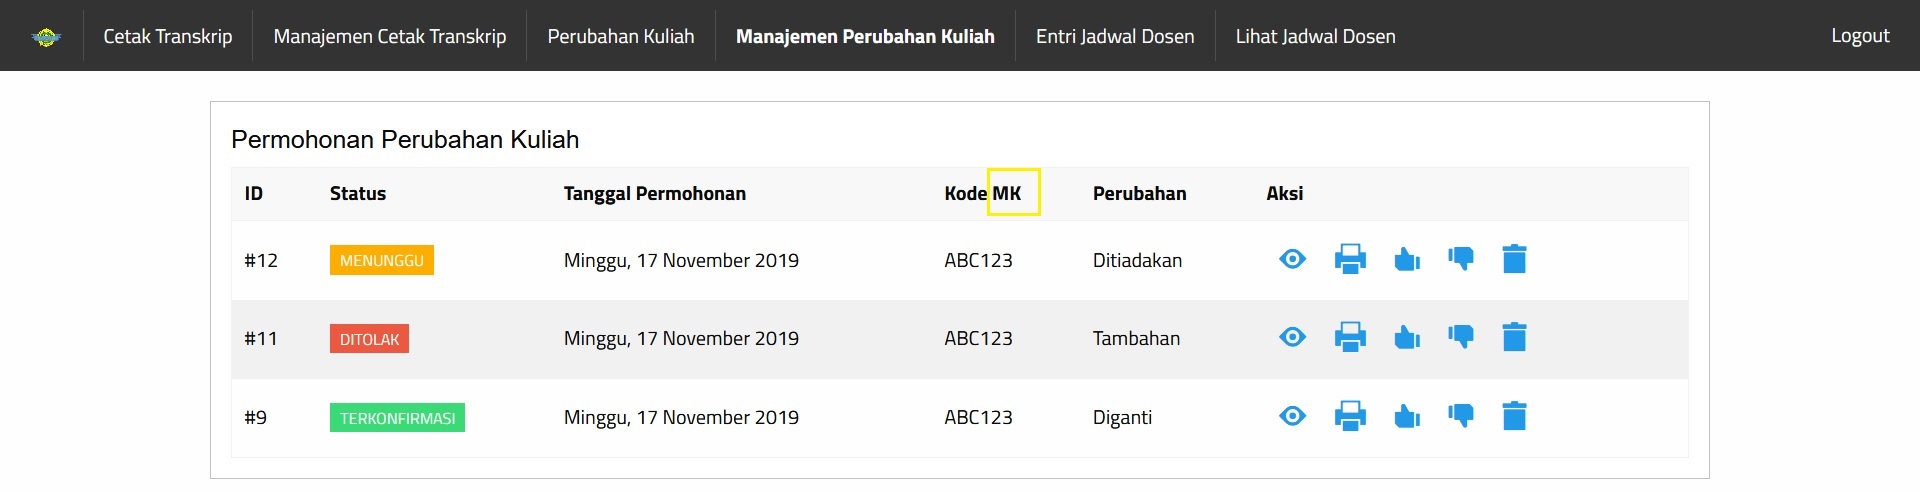 Cetak Transkrip Manajemen Cetak Transkrip Perubahan Kuliah Manajemen Perubahan Kuliah Entri Jadwal Dosen Lihat Jadwal Dosen Logout
Permohonan Perubahan Kuliah
ID Status Tanggal Permohonan Kode MK Perubahan Aksi
#12 MENUNGGU Minggu, 17 November 2019 ABC123 Ditiadakan
#11 DITOLAK Minggu, 17 November 2019 ABC123 Tambahan
#9 TERKONFIRMASI Minggu, 17 November 2019 ABC123 Diganti